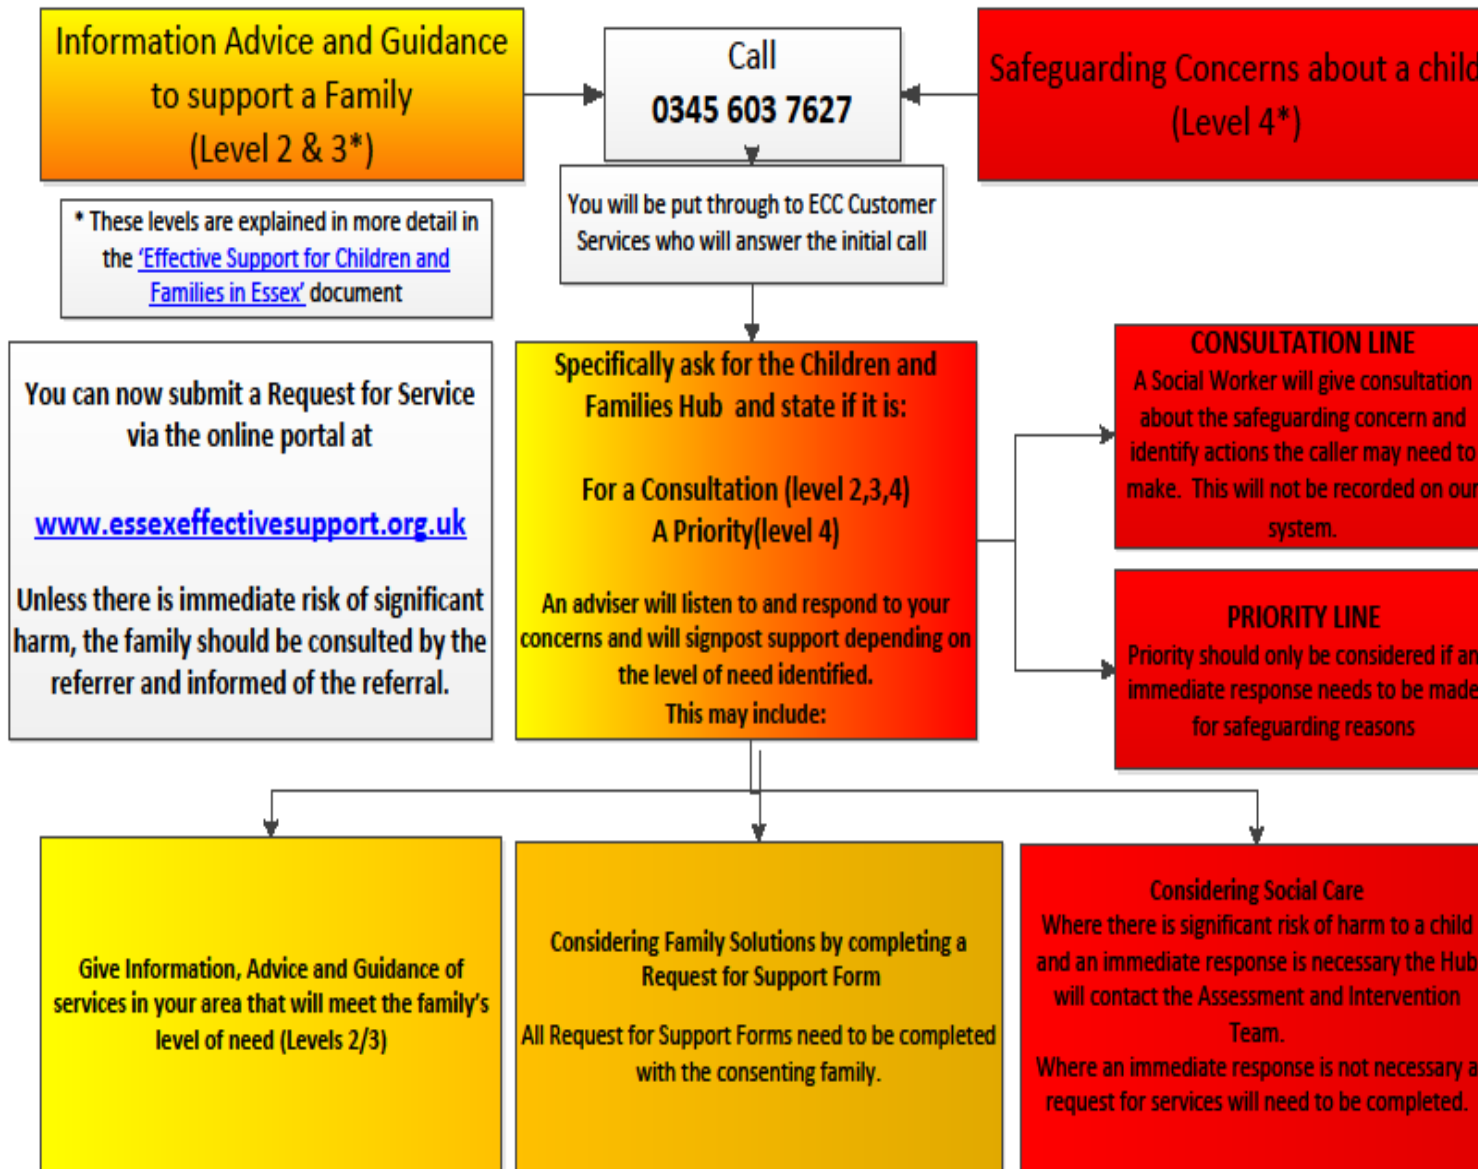 Information Advice and Guidance
to support a Family
(Level 2 & 3*)
Call
0345 603 7627
Safeguarding Concerns about a child
(Level 4*)
* These levels are explained in more detail in
the ‘Effective Support for Children and
Families in Essex’ document
You will be put through to ECC Customer
Services who will answer the initial call
You can now submit a Request for Service
via the online portal at
www.essexeffectivesupport.org.uk
Unless there is immediate risk of significant
harm, the family should be consulted by the
referrer and informed of the referral.
Specifically ask for the Children and
Families Hub and state if it is:
For a Consultation (level 2,3,4)
A Priority(level 4)
An adviser will listen to and respond to your
concerns and will signpost support depending on
the level of need identified.
This may include:
CONSULTATION LINE
A Social Worker will give consultation
about the safeguarding concern and
identify actions the caller may need to
make. This will not be recorded on our
system.
PRIORITY LINE
Priority should only be considered if an
immediate response needs to be made
for safeguarding reasons
Give Information, Advice and Guidance of
services in your area that will meet the family’s
level of need (Levels 2/3)
Considering Family Solutions by completing a
Request for Support Form
All Request for Support Forms need to be completed
with the consenting family.
Considering Social Care
Where there is significant risk of harm to a child
and an immediate response is necessary the Hub
will contact the Assessment and Intervention
Team.
Where an immediate response is not necessary a
request for services will need to be completed.